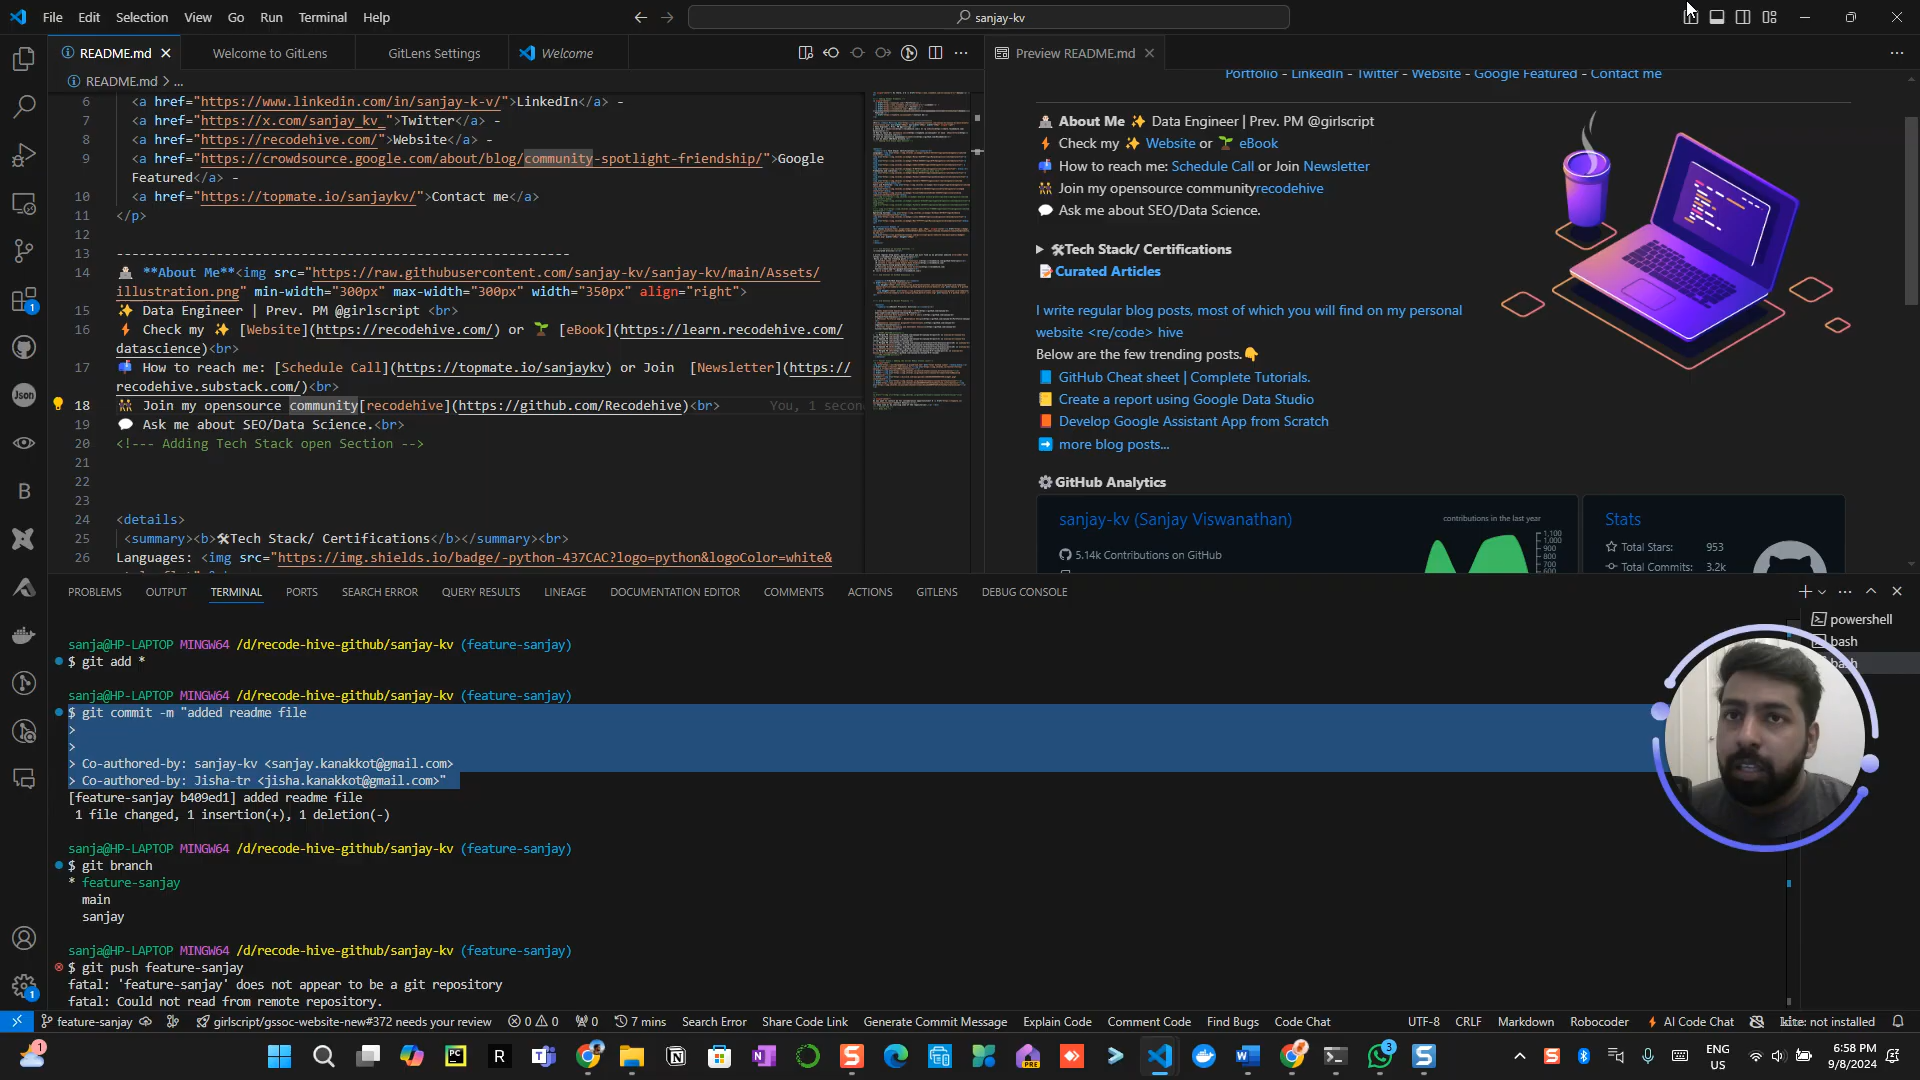 File Edit Selection View Go Run Terminal Help
sanjay-kv
README.md
Welcome to GitLens
GitLens Settings
Welcome
README.md > ...
6 <a href="https://www.linkedin.com/in/sanjay-k-v/">LinkedIn</a> -
7 <a href="https://x.com/sanjay_kv_">Twitter</a> -
8 <a href="https://recodehive.com/">Website</a> -
9 <a href="https://crowdsource.google.com/about/blog/community-spotlight-friendship/">Google
Featured</a> -
10 <a href="https://topmate.io/sanjaykv/">Contact me</a>
11 </p>
12
13 ------------------------------------------------------------
14 **About Me**<img src="https://raw.githubusercontent.com/sanjay-kv/sanjay-kv/main/Assets/
illustration.png" min-width="300px" max-width="300px" width="350px" align="right">
15 ✨ Data Engineer | Prev. PM @girlscript <br>
16 ⚡ Check my ✨ [Website](https://recodehive.com/) or 🌱 [eBook](https://learn.recodehive.com/
datascience)<br>
17 📫 How to reach me: [Schedule Call](https://topmate.io/sanjaykv) or Join [Newsletter](https://
recodehive.substack.com/)<br>
18 👯 Join my opensource community[recodehive](https://github.com/Recodehive)<br>
19 💬 Ask me about SEO/Data Science.<br>
20 <!--- Adding Tech Stack open Section -->
21
22
23
24 <details>
25 <summary><b>🛠Tech Stack/ Certifications</b></summary><br>
26 Languages: <img src="https://img.shields.io/badge/-python-437CAC?logo=python&logoColor=white&
Preview README.md
Portfolio - LinkedIn - Twitter - Website - Google Featured - Contact me
About Me ✨ Data Engineer | Prev. PM @girlscript
⚡ Check my ✨ Website or 🌱 eBook
📫 How to reach me: Schedule Call or Join Newsletter
👯 Join my opensource communityrecodehive
💬 Ask me about SEO/Data Science.
▶ 🛠Tech Stack/ Certifications
📝Curated Articles
I write regular blog posts, most of which you will find on my personal
website <re/code> hive
Below are the few trending posts.👇
📘 GitHub Cheat sheet | Complete Tutorials.
📒 Create a report using Google Data Studio
📕 Develop Google Assistant App from Scratch
➡️ more blog posts...
⚙️GitHub Analytics
sanjay-kv (Sanjay Viswanathan)
contributions in the last year
5.14k Contributions on GitHub
1,100
1,000
900
800
700
Stats
Total Stars: 953
Total Commits: 3.2k
PROBLEMS OUTPUT TERMINAL PORTS SEARCH ERROR QUERY RESULTS LINEAGE DOCUMENTATION EDITOR COMMENTS ACTIONS GITLENS DEBUG CONSOLE
powershell
bash
bash
sanja@HP-LAPTOP MINGW64 /d/recode-hive-github/sanjay-kv (feature-sanjay)
$ git add *
sanja@HP-LAPTOP MINGW64 /d/recode-hive-github/sanjay-kv (feature-sanjay)
$ git commit -m "added readme file
>
>
> Co-authored-by: sanjay-kv <sanjay.kanakkot@gmail.com>
> Co-authored-by: Jisha-tr <jisha.kanakkot@gmail.com>"
[feature-sanjay b409ed1] added readme file
1 file changed, 1 insertion(+), 1 deletion(-)
sanja@HP-LAPTOP MINGW64 /d/recode-hive-github/sanjay-kv (feature-sanjay)
$ git branch
* feature-sanjay
main
sanjay
sanja@HP-LAPTOP MINGW64 /d/recode-hive-github/sanjay-kv (feature-sanjay)
$ git push feature-sanjay
fatal: 'feature-sanjay' does not appear to be a git repository
fatal: Could not read from remote repository.
feature-sanjay girlscript/gssoc-website-new#372 needs your review 0 0 0 7 mins Search Error Share Code Link Generate Commit Message Explain Code Comment Code Find Bugs Code Chat UTF-8 CRLF Markdown Robocoder AI Code Chat kite: not installed
ENG
US
6:58 PM
9/8/2024